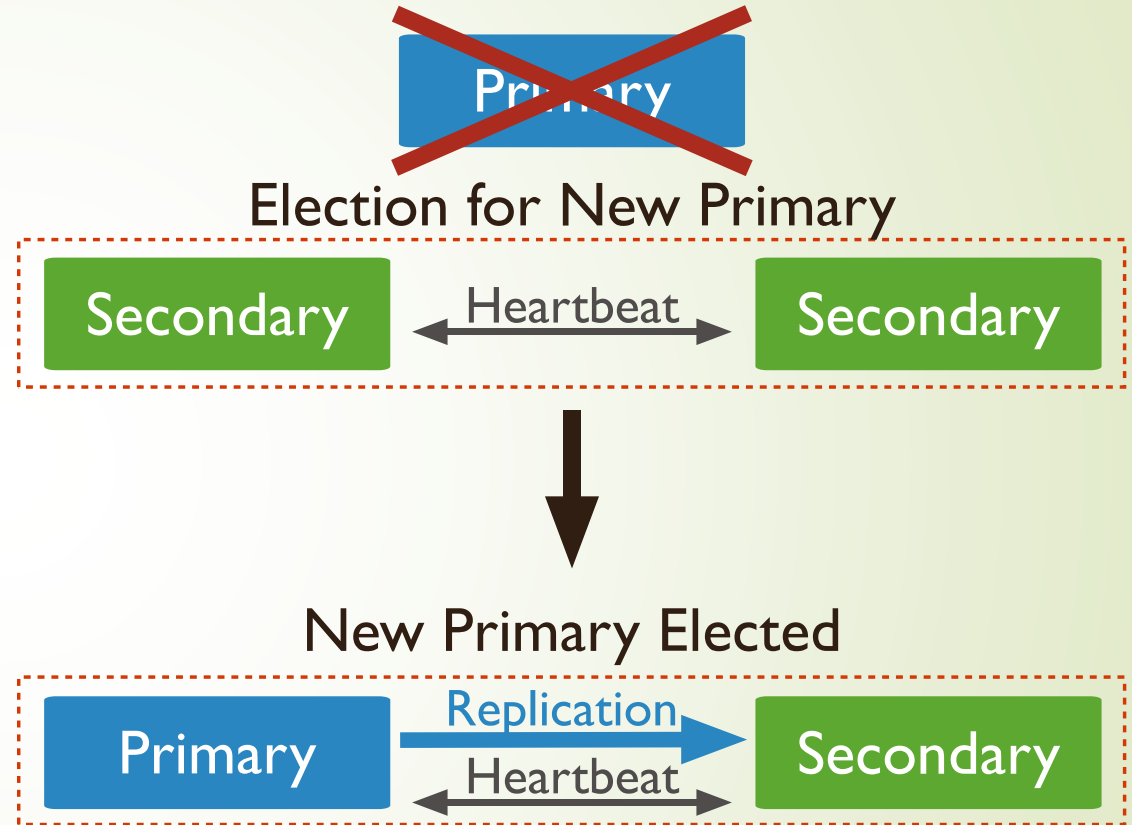 Primary
Election for New Primary
Secondary
Heartbeat
Secondary
New Primary Elected
Primary
Replication
Heartbeat
Secondary